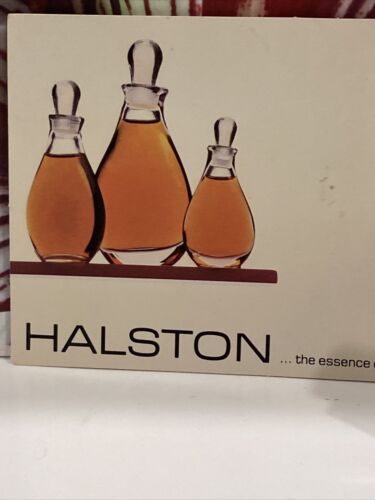 HALSTON ... the essence